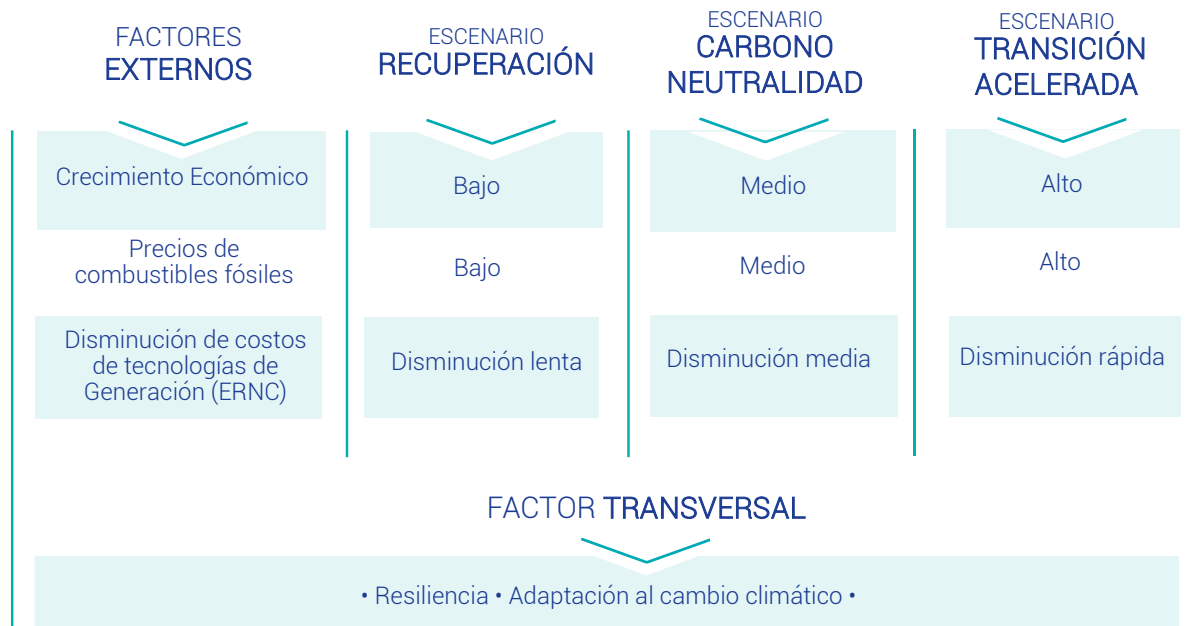 FACTORES
EXTERNOS
ESCENARIO
RECUPERACIÓN
ESCENARIO
CARBONO
NEUTRALIDAD
ESCENARIO
TRANSICIÓN
ACELERADA
Crecimiento Económico
Bajo
Medio
Alto
Precios de
combustibles fósiles
Bajo
Medio
Alto
Disminución de costos
de tecnologías de
Generación (ERNC)
Disminución lenta
Disminución media
Disminución rápida
FACTOR TRANSVERSAL
• Resiliencia • Adaptación al cambio climático •